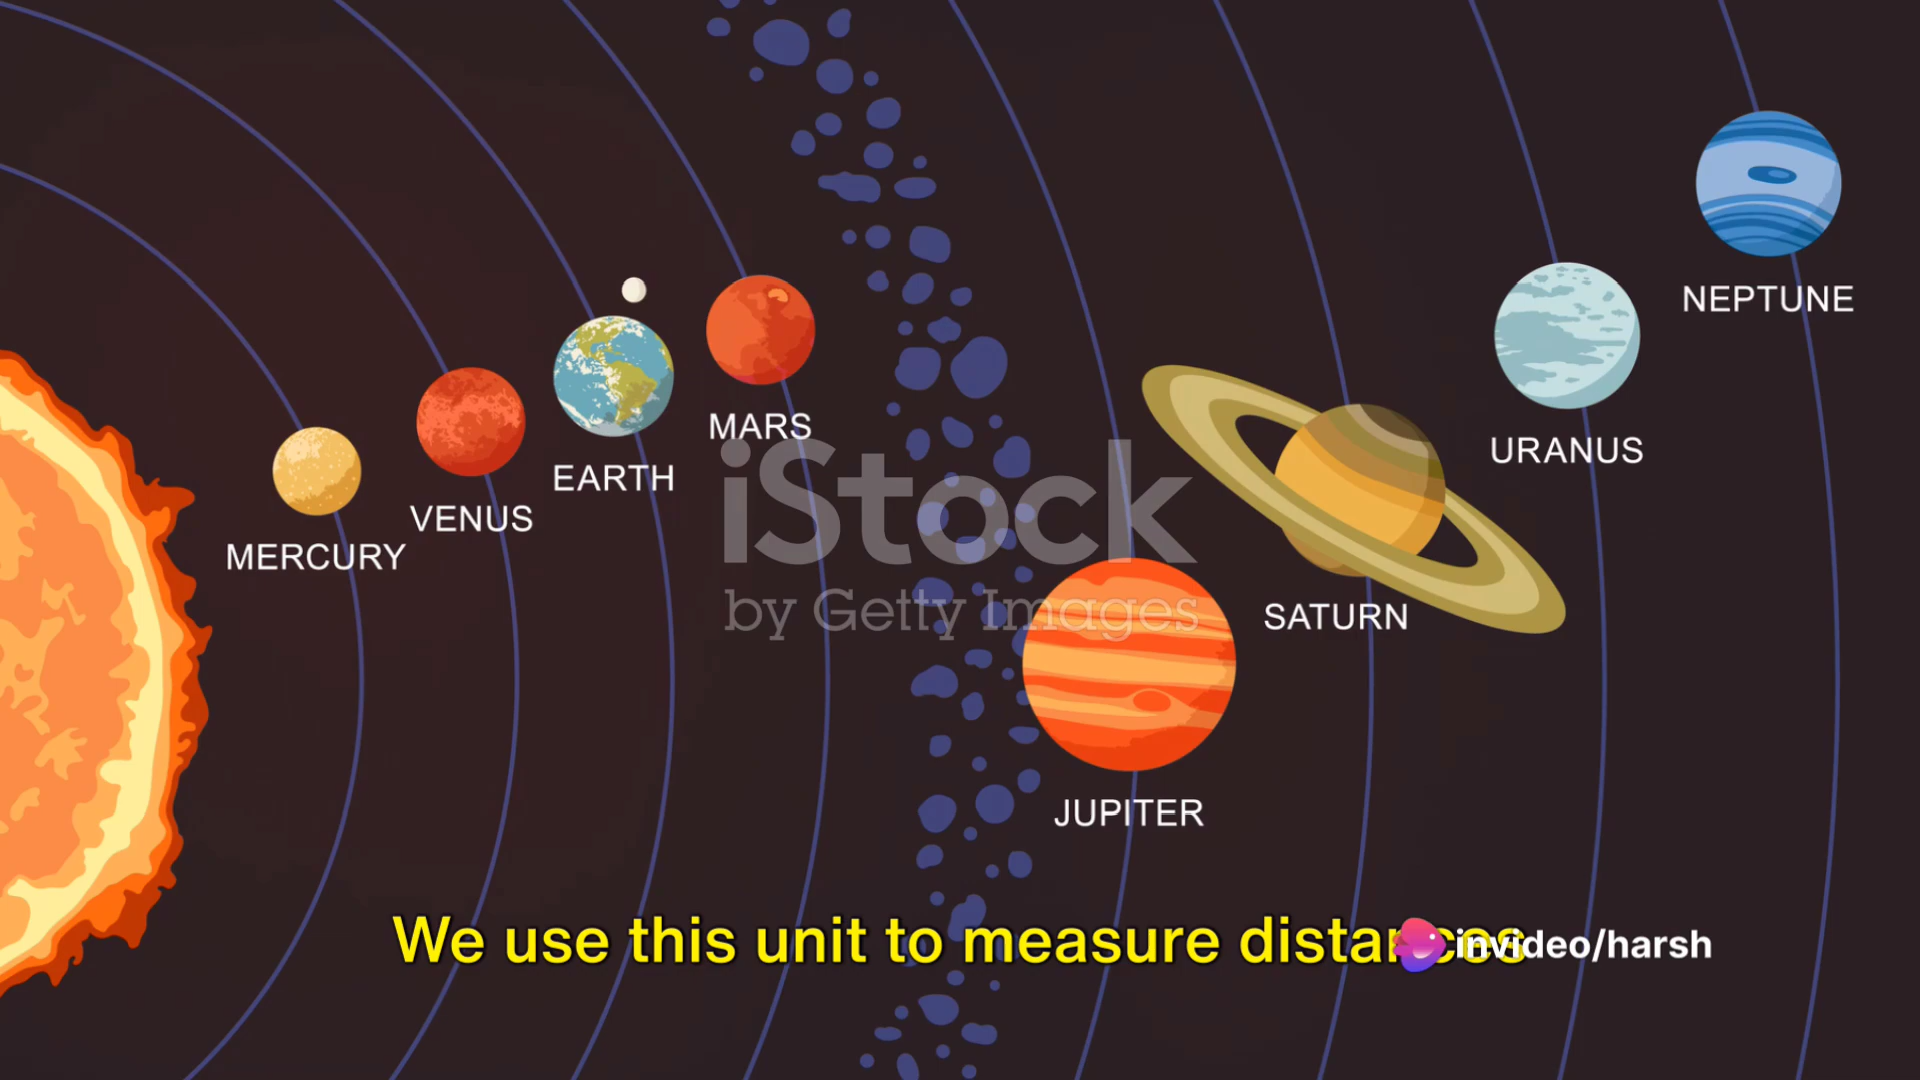 NEPTUNE
URANUS
MARS
EARTH
VENUS
MERCURY
iStock
by Getty Images
SATURN
JUPITER
We use this unit to measure distances
invideo/harsh